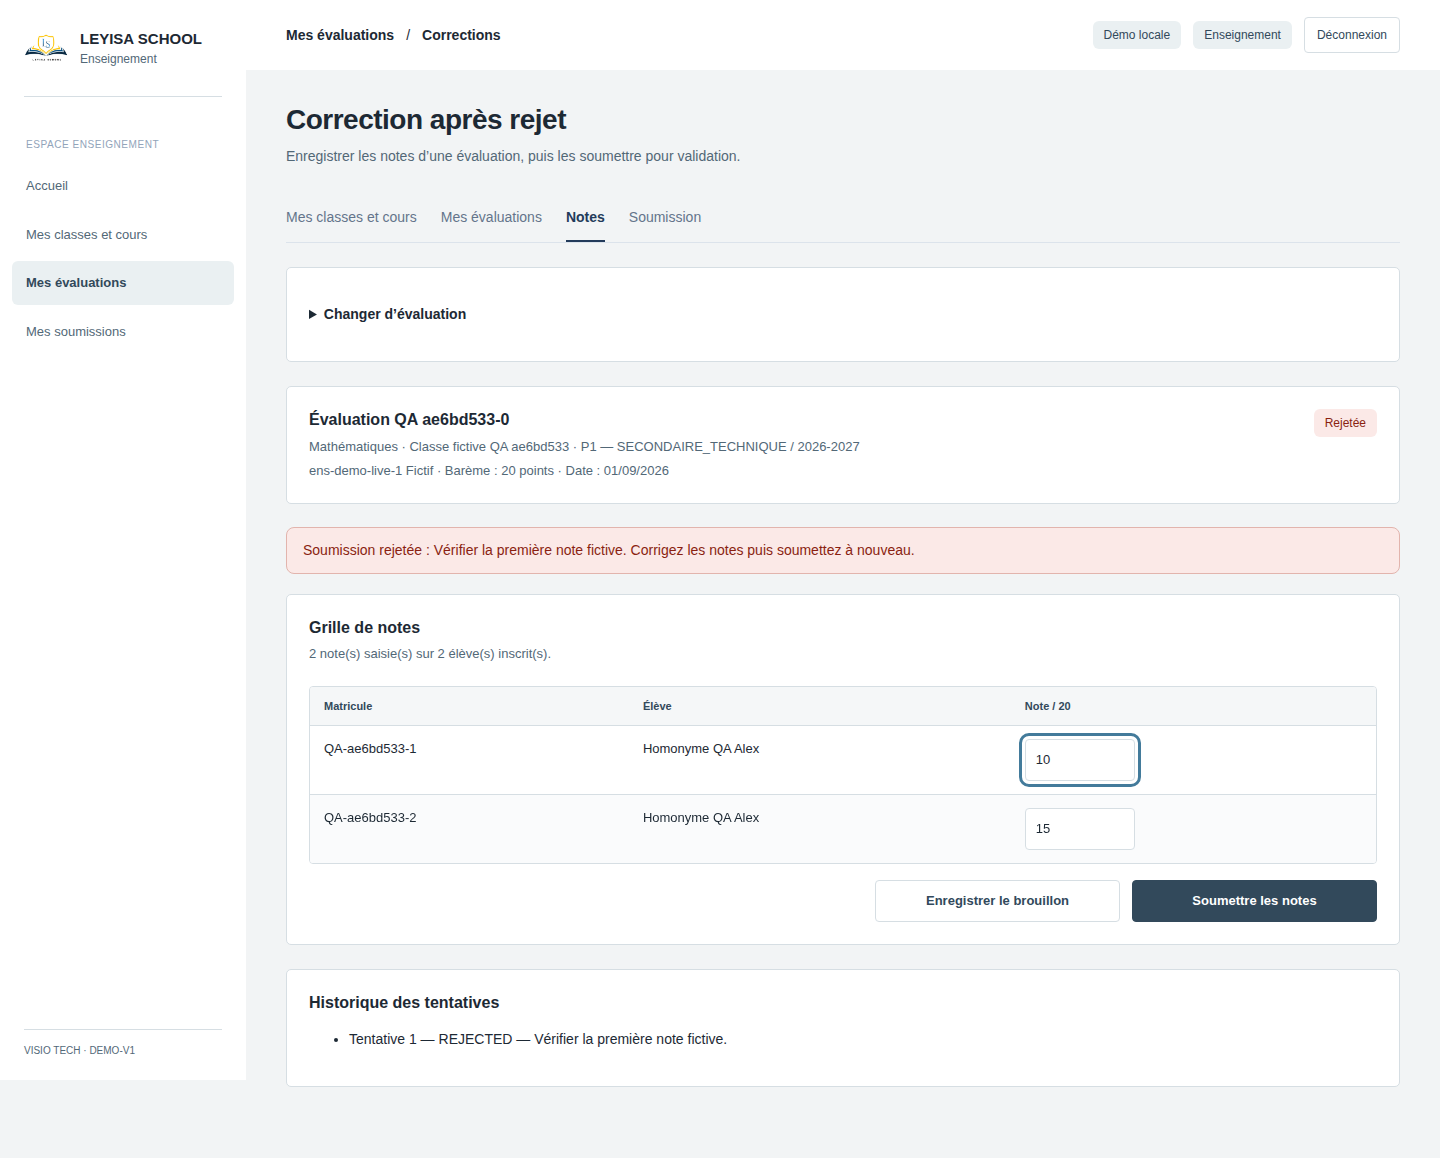 LEYISA SCHOOL
Enseignement
ESPACE ENSEIGNEMENT
Accueil
Mes classes et cours
Mes évaluations
Mes soumissions
VISIO TECH · DEMO-V1
Mes évaluations / Corrections
Démo locale
Enseignement
Déconnexion
Correction après rejet
Enregistrer les notes d’une évaluation, puis les soumettre pour validation.
Mes classes et cours Mes évaluations Notes Soumission
Changer d’évaluation
Évaluation QA ae6bd533-0
Rejetée
Mathématiques · Classe fictive QA ae6bd533 · P1 — SECONDAIRE_TECHNIQUE / 2026-2027
ens-demo-live-1 Fictif · Barème : 20 points · Date : 01/09/2026
Soumission rejetée : Vérifier la première note fictive. Corrigez les notes puis soumettez à nouveau.
Grille de notes
2 note(s) saisie(s) sur 2 élève(s) inscrit(s).
Matricule Élève Note / 20
QA-ae6bd533-1 Homonyme QA Alex 10
QA-ae6bd533-2 Homonyme QA Alex 15
Enregistrer le brouillon Soumettre les notes
Historique des tentatives
• Tentative 1 — REJECTED — Vérifier la première note fictive.